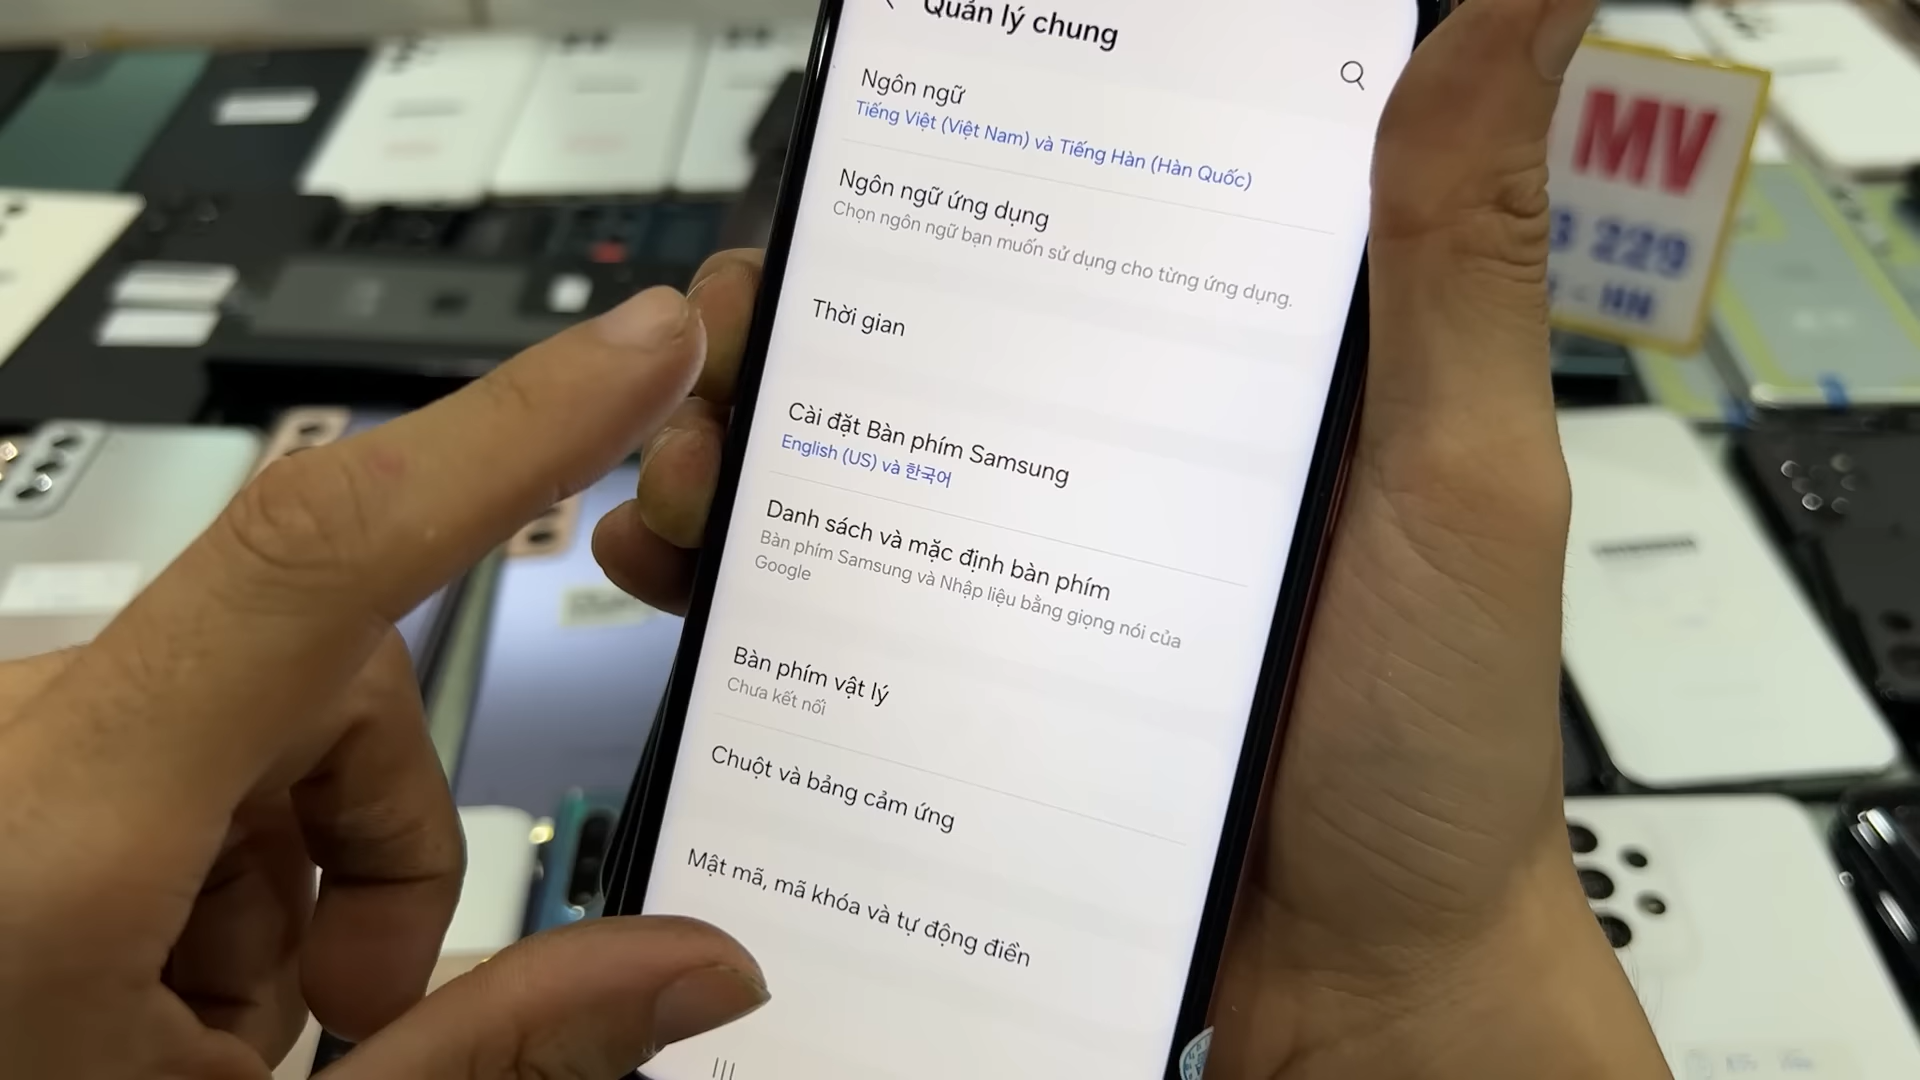 Quản lý chung
Ngôn ngữ
Tiếng Việt (Việt Nam) và Tiếng Hàn (Hàn Quốc)
Ngôn ngữ ứng dụng
Chọn ngôn ngữ bạn muốn sử dụng cho từng ứng dụng.
Thời gian
Cài đặt Bàn phím Samsung
English (US) và 한국어
Danh sách và mặc định bàn phím
Bàn phím Samsung và Nhập liệu bằng giọng nói của
Google
Bàn phím vật lý
Chưa kết nối
Chuột và bảng cảm ứng
Mật mã, mã khóa và tự động điền
MV
229
- HN